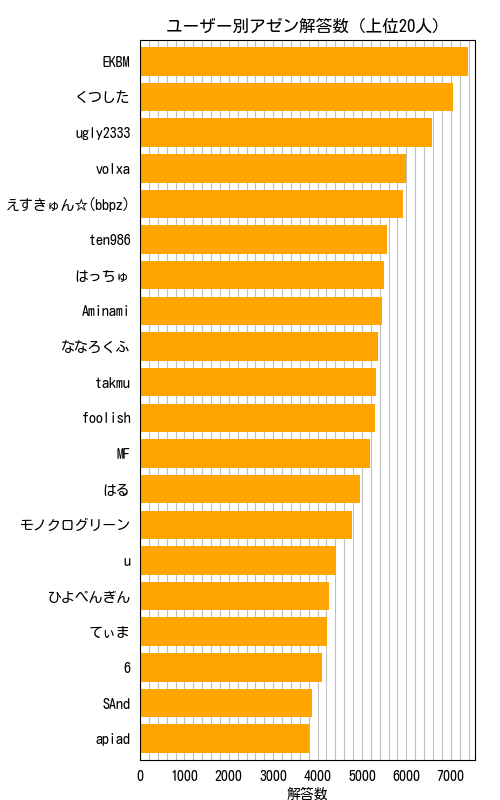 ユーザー別アゼン解答数 (上位20人)
EKBM
くつした
ugly2333
volxa
えすきゅん☆(bbpz)
ten986
はっちゅ
Aminami
ななろくふ
takmu
foolish
MF
はる
モノクログリーン
u
ひよぺんぎん
てぃま
6
SAnd
apiad
0 1000 2000 3000 4000 5000 6000 7000
解答数